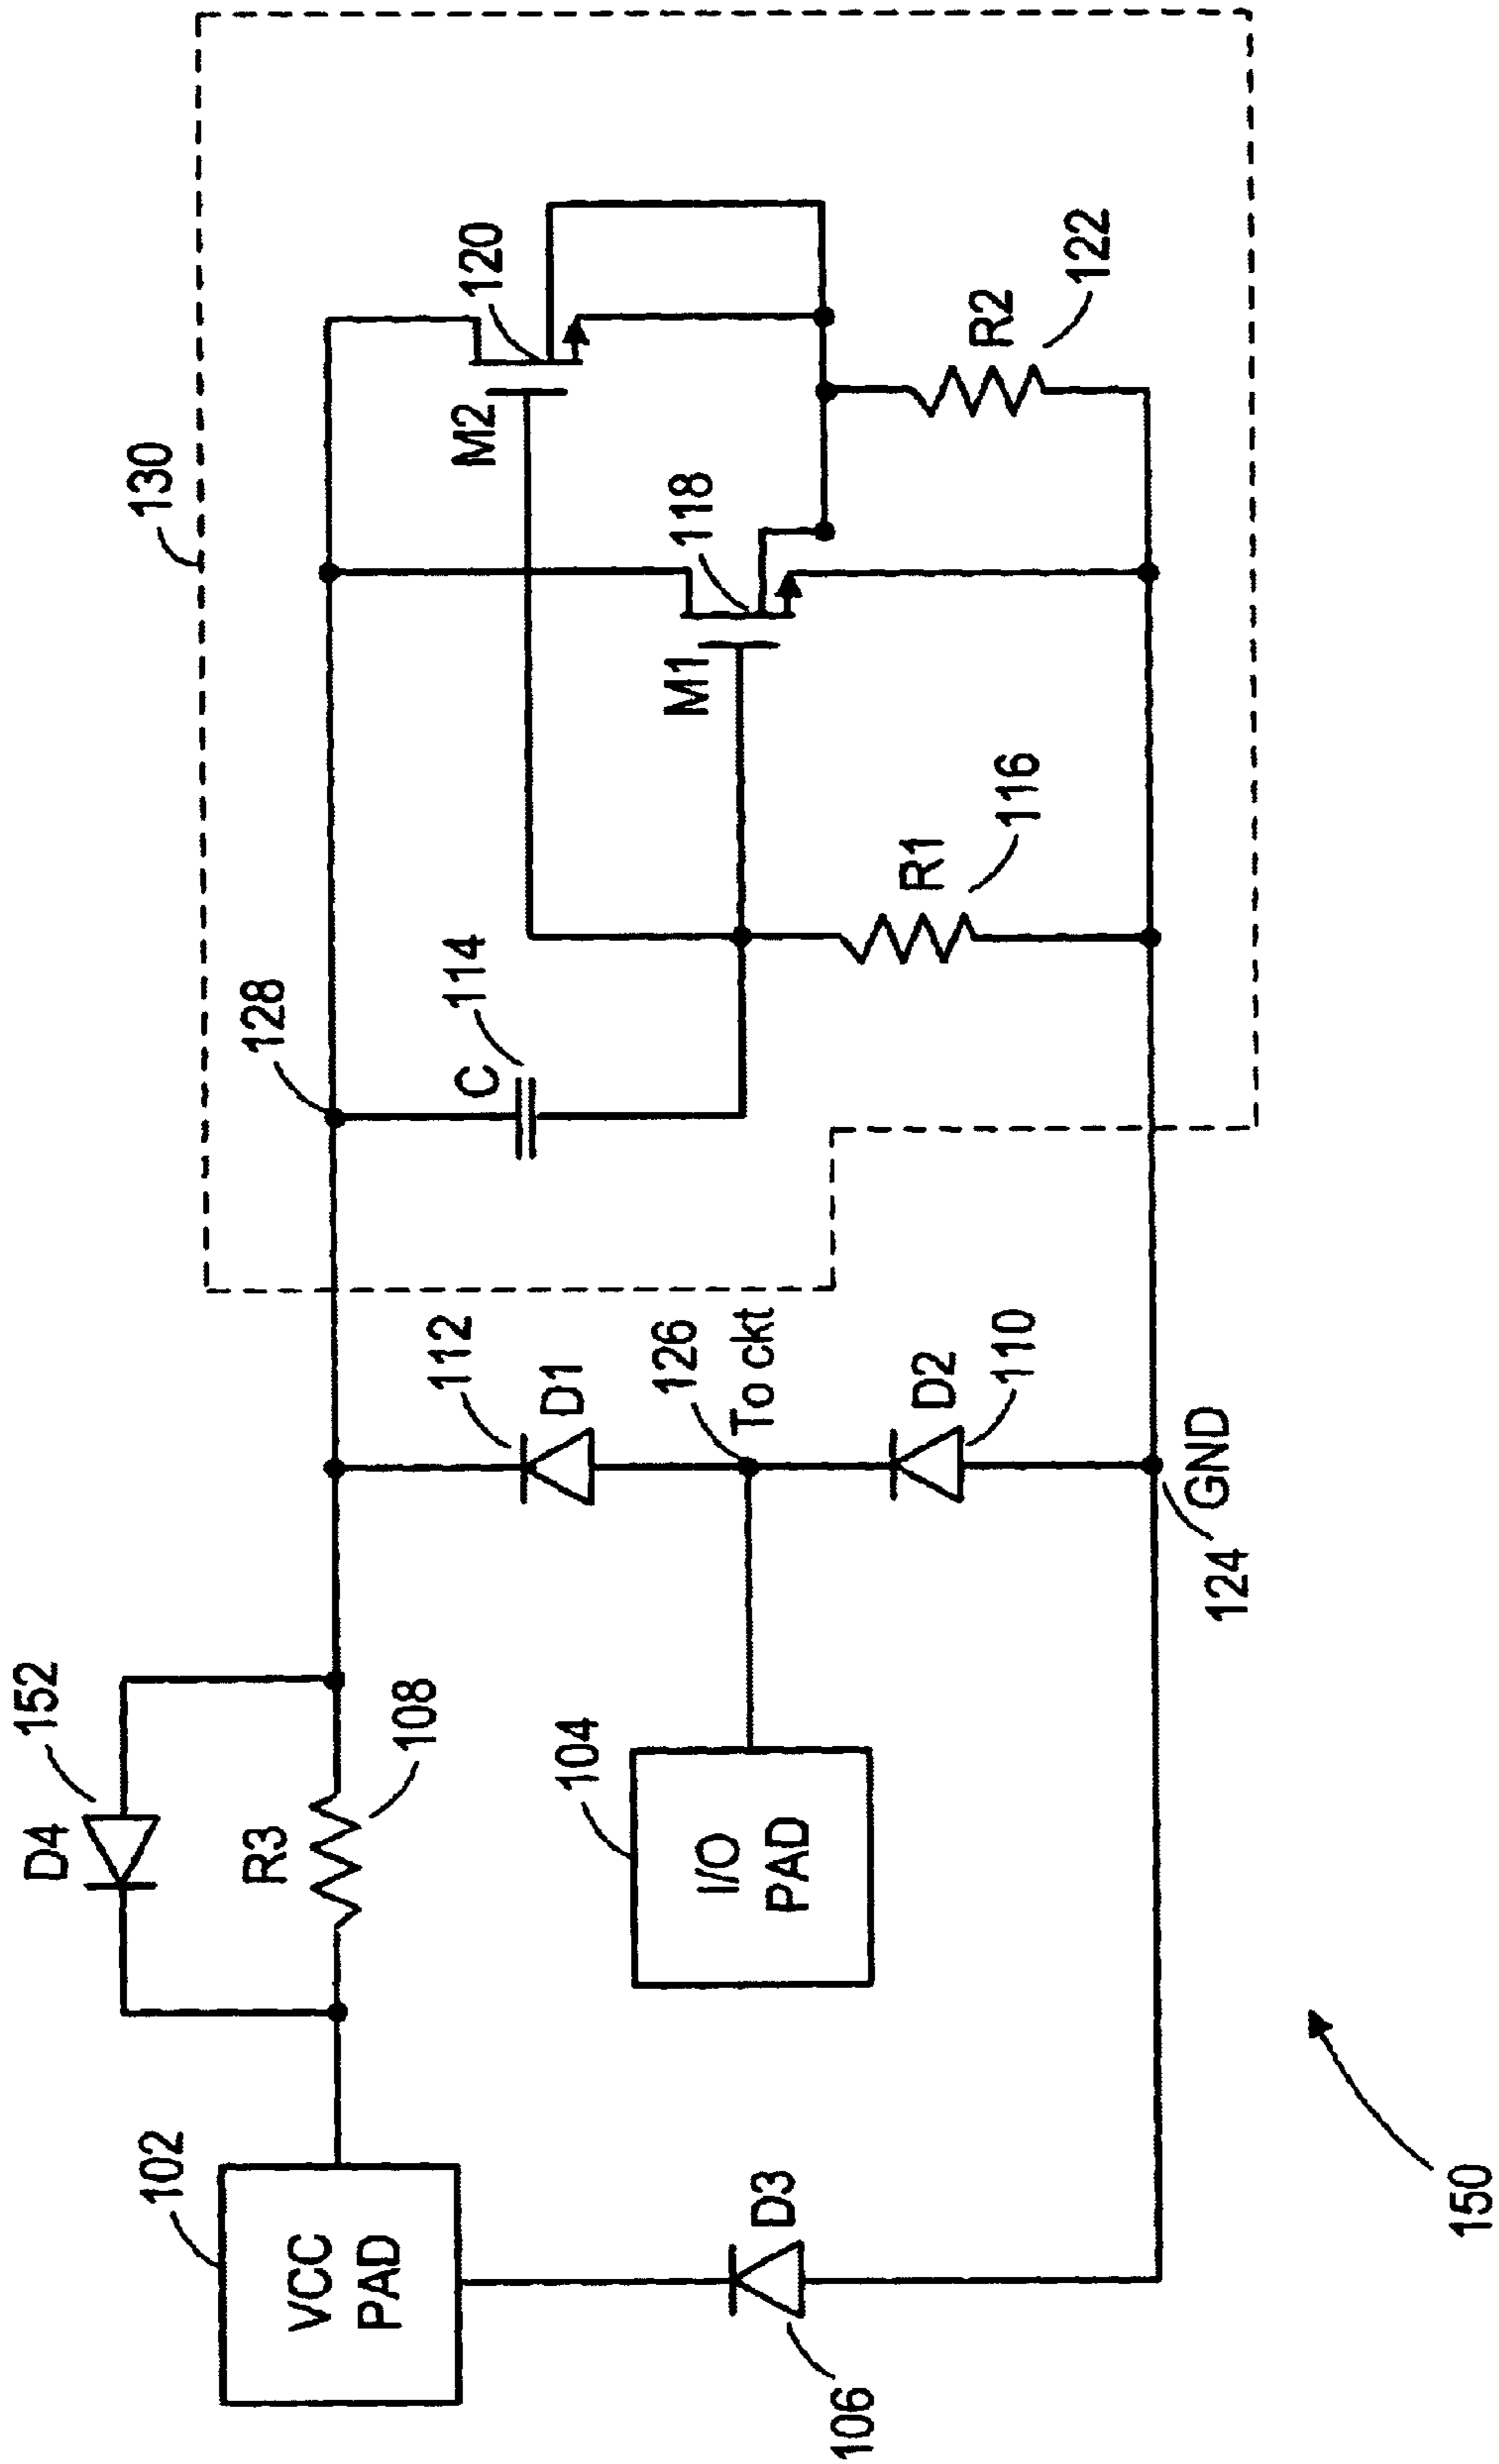 130
128
114
C
120
M2
118
M1
R1
116
R2
122
152
D4
R3
108
112
D1
126
To ckt
D2
110
104
I/O
PAD
102
VCC
PAD
D3
106
GND
124
150